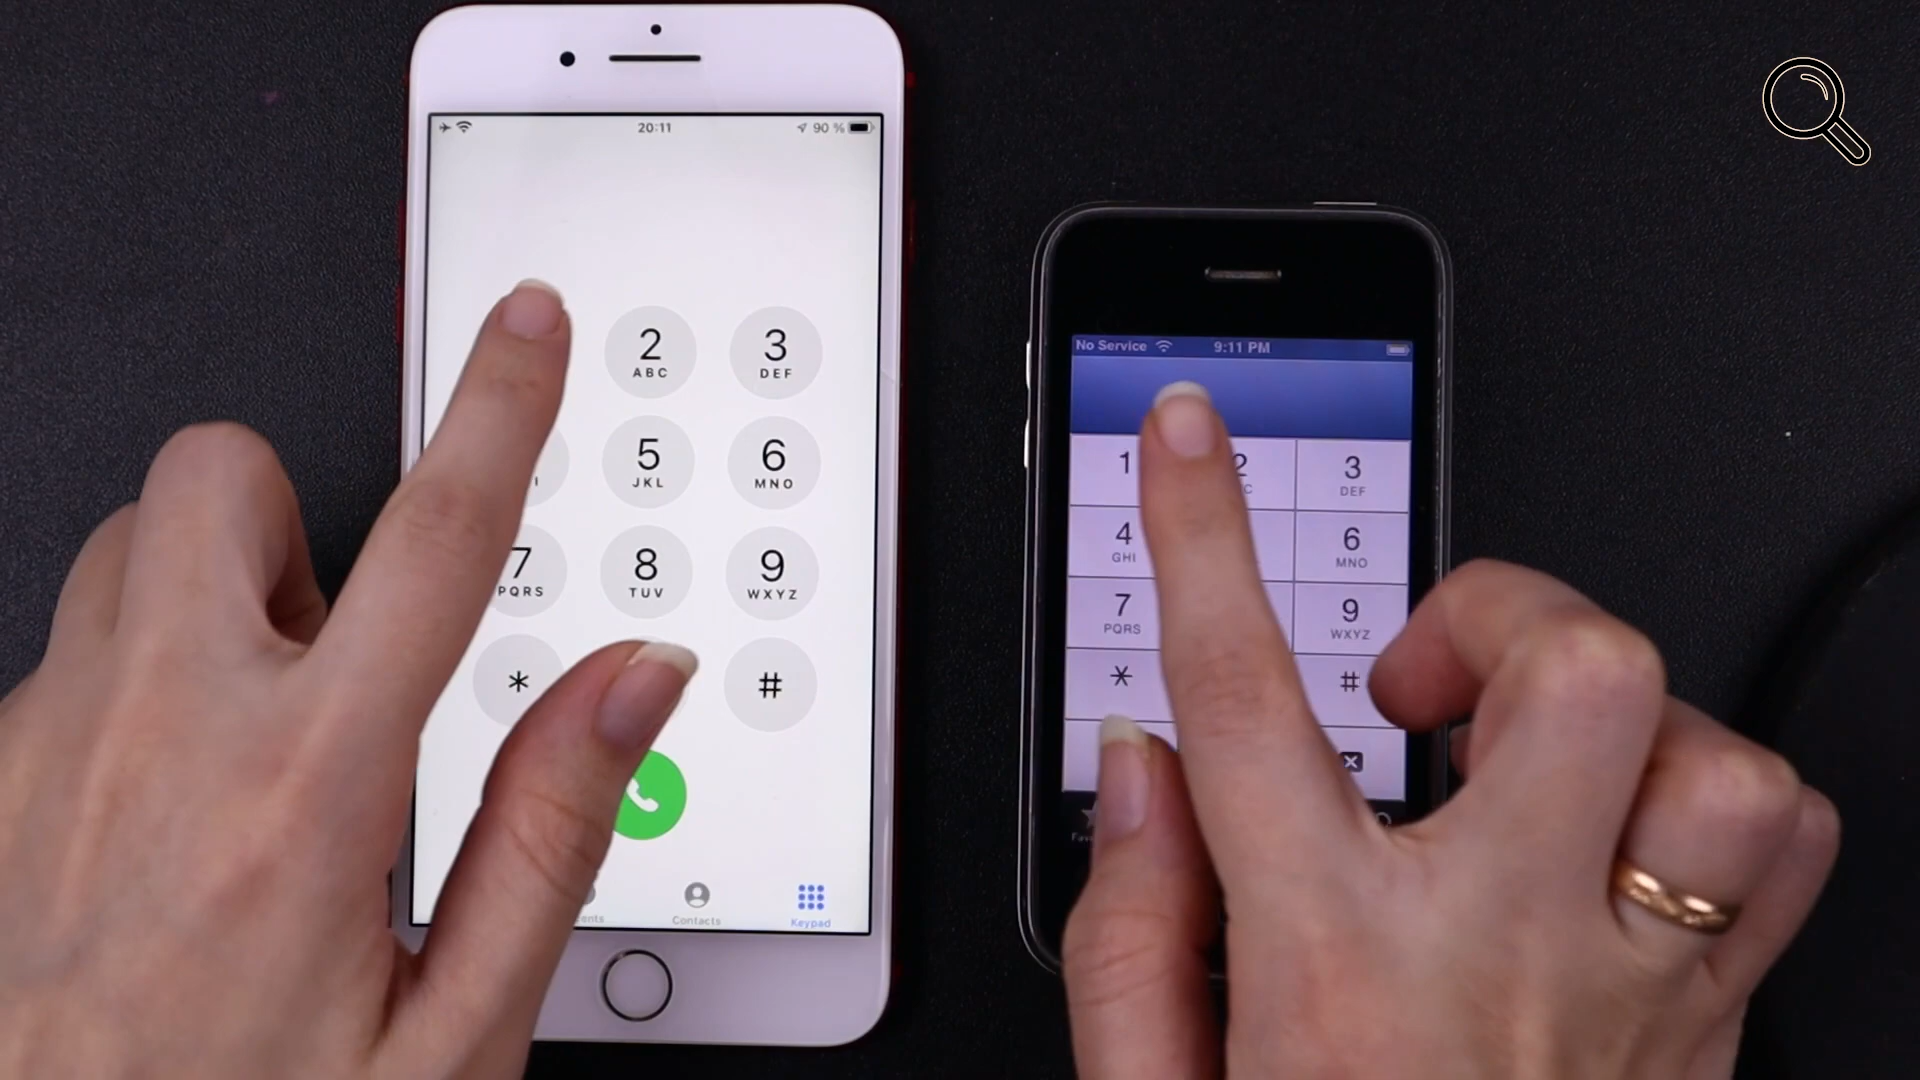 20:11
90 %
2
ABC
3
DEF
5
JKL
6
MNO
7
PQRS
8
TUV
9
WXYZ
*
#
Contacts
Keypad
No Service
9:11 PM
1
2
3
DEF
4
GHI
6
MNO
7
PQRS
9
WXYZ
*
#